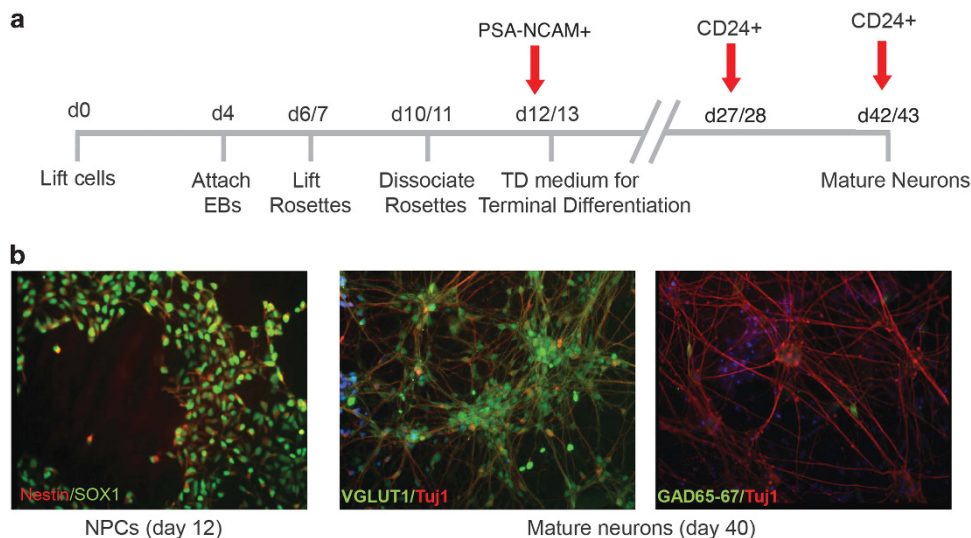 a
PSA-NCAM+
CD24+
CD24+
d0
d4
d6/7
d10/11
d12/13
d27/28
d42/43
Lift cells
Attach
EBs
Lift
Rosettes
Dissociate
Rosettes
TD medium for
Terminal Differentiation
Mature Neurons
b
Nestin/SOX1
VGLUT1/Tuj1
GAD65-67/Tuj1
NPCs (day 12)
Mature neurons (day 40)